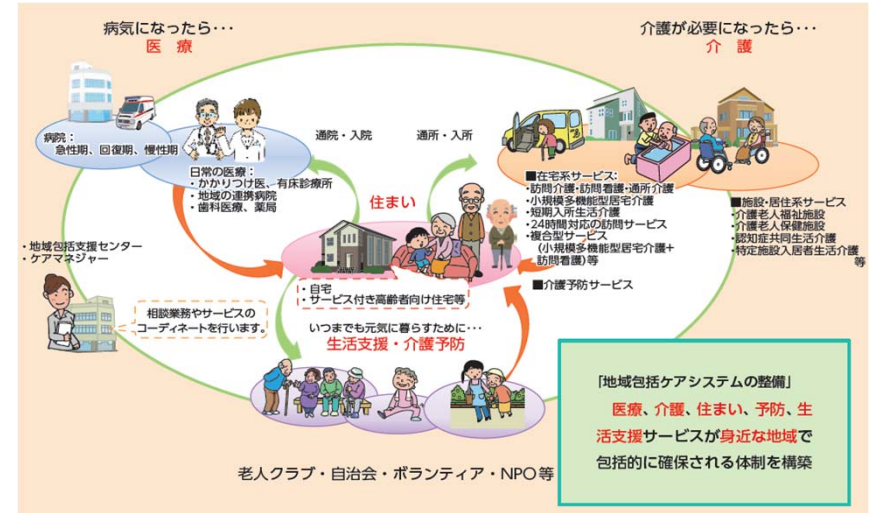 病気になったら･･･
医 療
介護が必要になったら･･･
介 護
病院：
急性期、回復期、慢性期
日常の医療：
・かかりつけ医、有床診療所
・地域の連携病院
・歯科医療、薬局
通院・入院
通所・入所
住まい
■在宅系サービス：
・訪問介護・訪問看護・通所介護
・小規模多機能型居宅介護
・短期入所生活介護
・24時間対応の訪問サービス
・複合型サービス
（小規模多機能型居宅介護＋
訪問看護）等
■介護予防サービス
■施設・居住系サービス
・介護老人福祉施設
・介護老人保健施設
・認知症共同生活介護
・特定施設入居者生活介護
等
・地域包括支援センター
・ケアマネジャー
相談業務やサービスの
コーディネートを行います。
・自宅
・サービス付き高齢者向け住宅等
いつまでも元気に暮らすために･･･
生活支援・介護予防
老人クラブ・自治会・ボランティア・NPO等
「地域包括ケアシステムの整備」
医療、介護、住まい、予防、生
活支援サービスが身近な地域で
包括的に確保される体制を構築